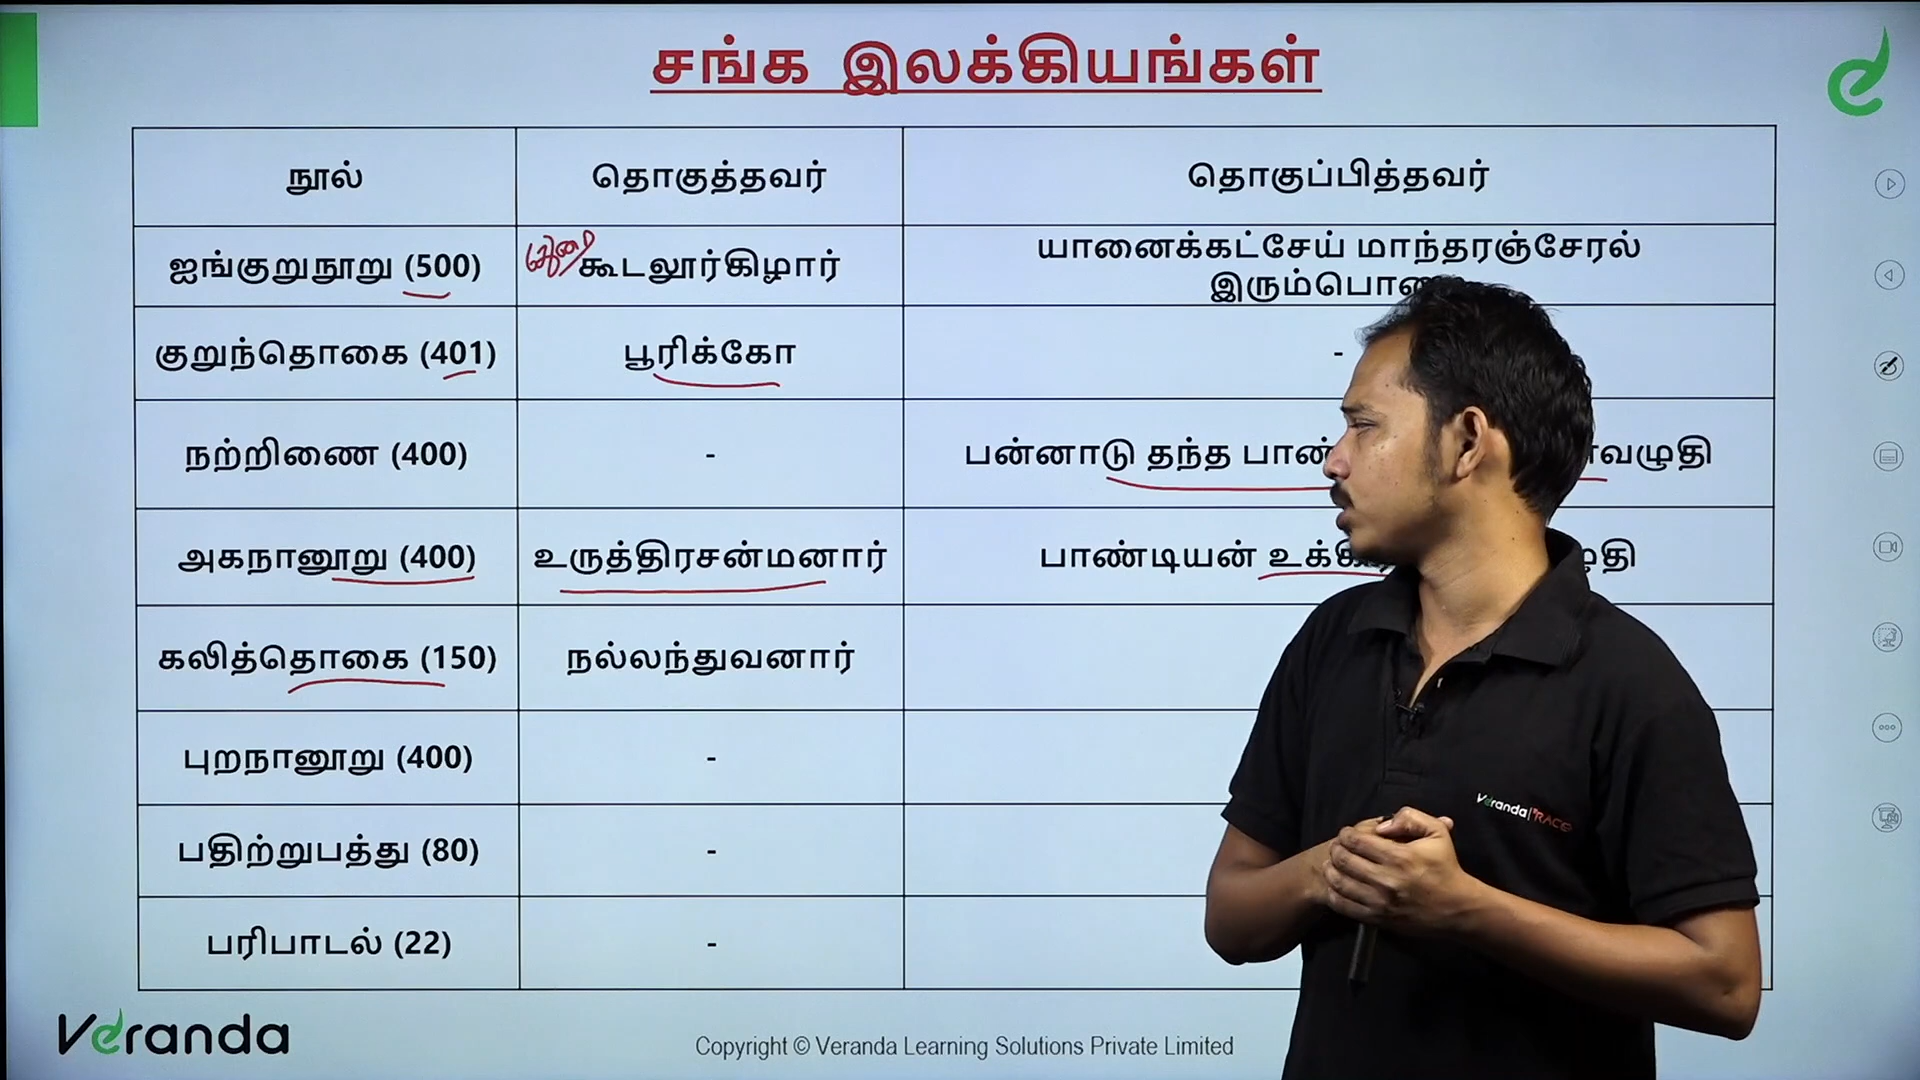 சங்க இலக்கியங்கள்
நூல் தொகுத்தவர் தொகுப்பித்தவர்
ஐங்குறுநூறு (500) கூடலூர்கிழார் யானைக்கட்சேய் மாந்தரஞ்சேரல்
குறுந்தொகை (401) பூரிக்கோ -
நற்றிணை (400) - பன்னாடு தந்த
அகநானூறு (400) உருத்திரசன்மனார் பாண்டியன்
கலித்தொகை (150) நல்லந்துவனார்
புறநானூறு (400) -
பதிற்றுபத்து (80) -
பரிபாடல் (22) -
Veranda|RACE
Veranda
Copyright © Veranda Learning Solutions Private Limited